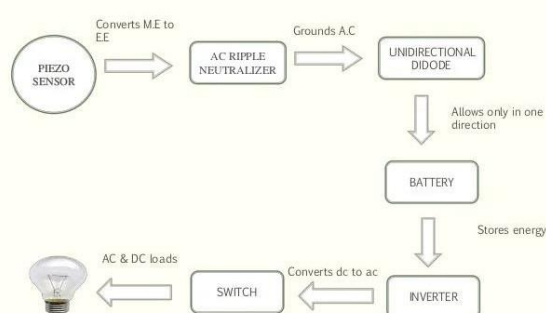 Converts M.E to
E.E
PIEZO
SENSOR
AC RIPPLE
NEUTRALIZER
Grounds A.C
UNIDIRECTIONAL
DIDODE
Allows only in one
direction
BATTERY
Stores energy
INVERTER
Converts dc to ac
SWITCH
AC & DC loads